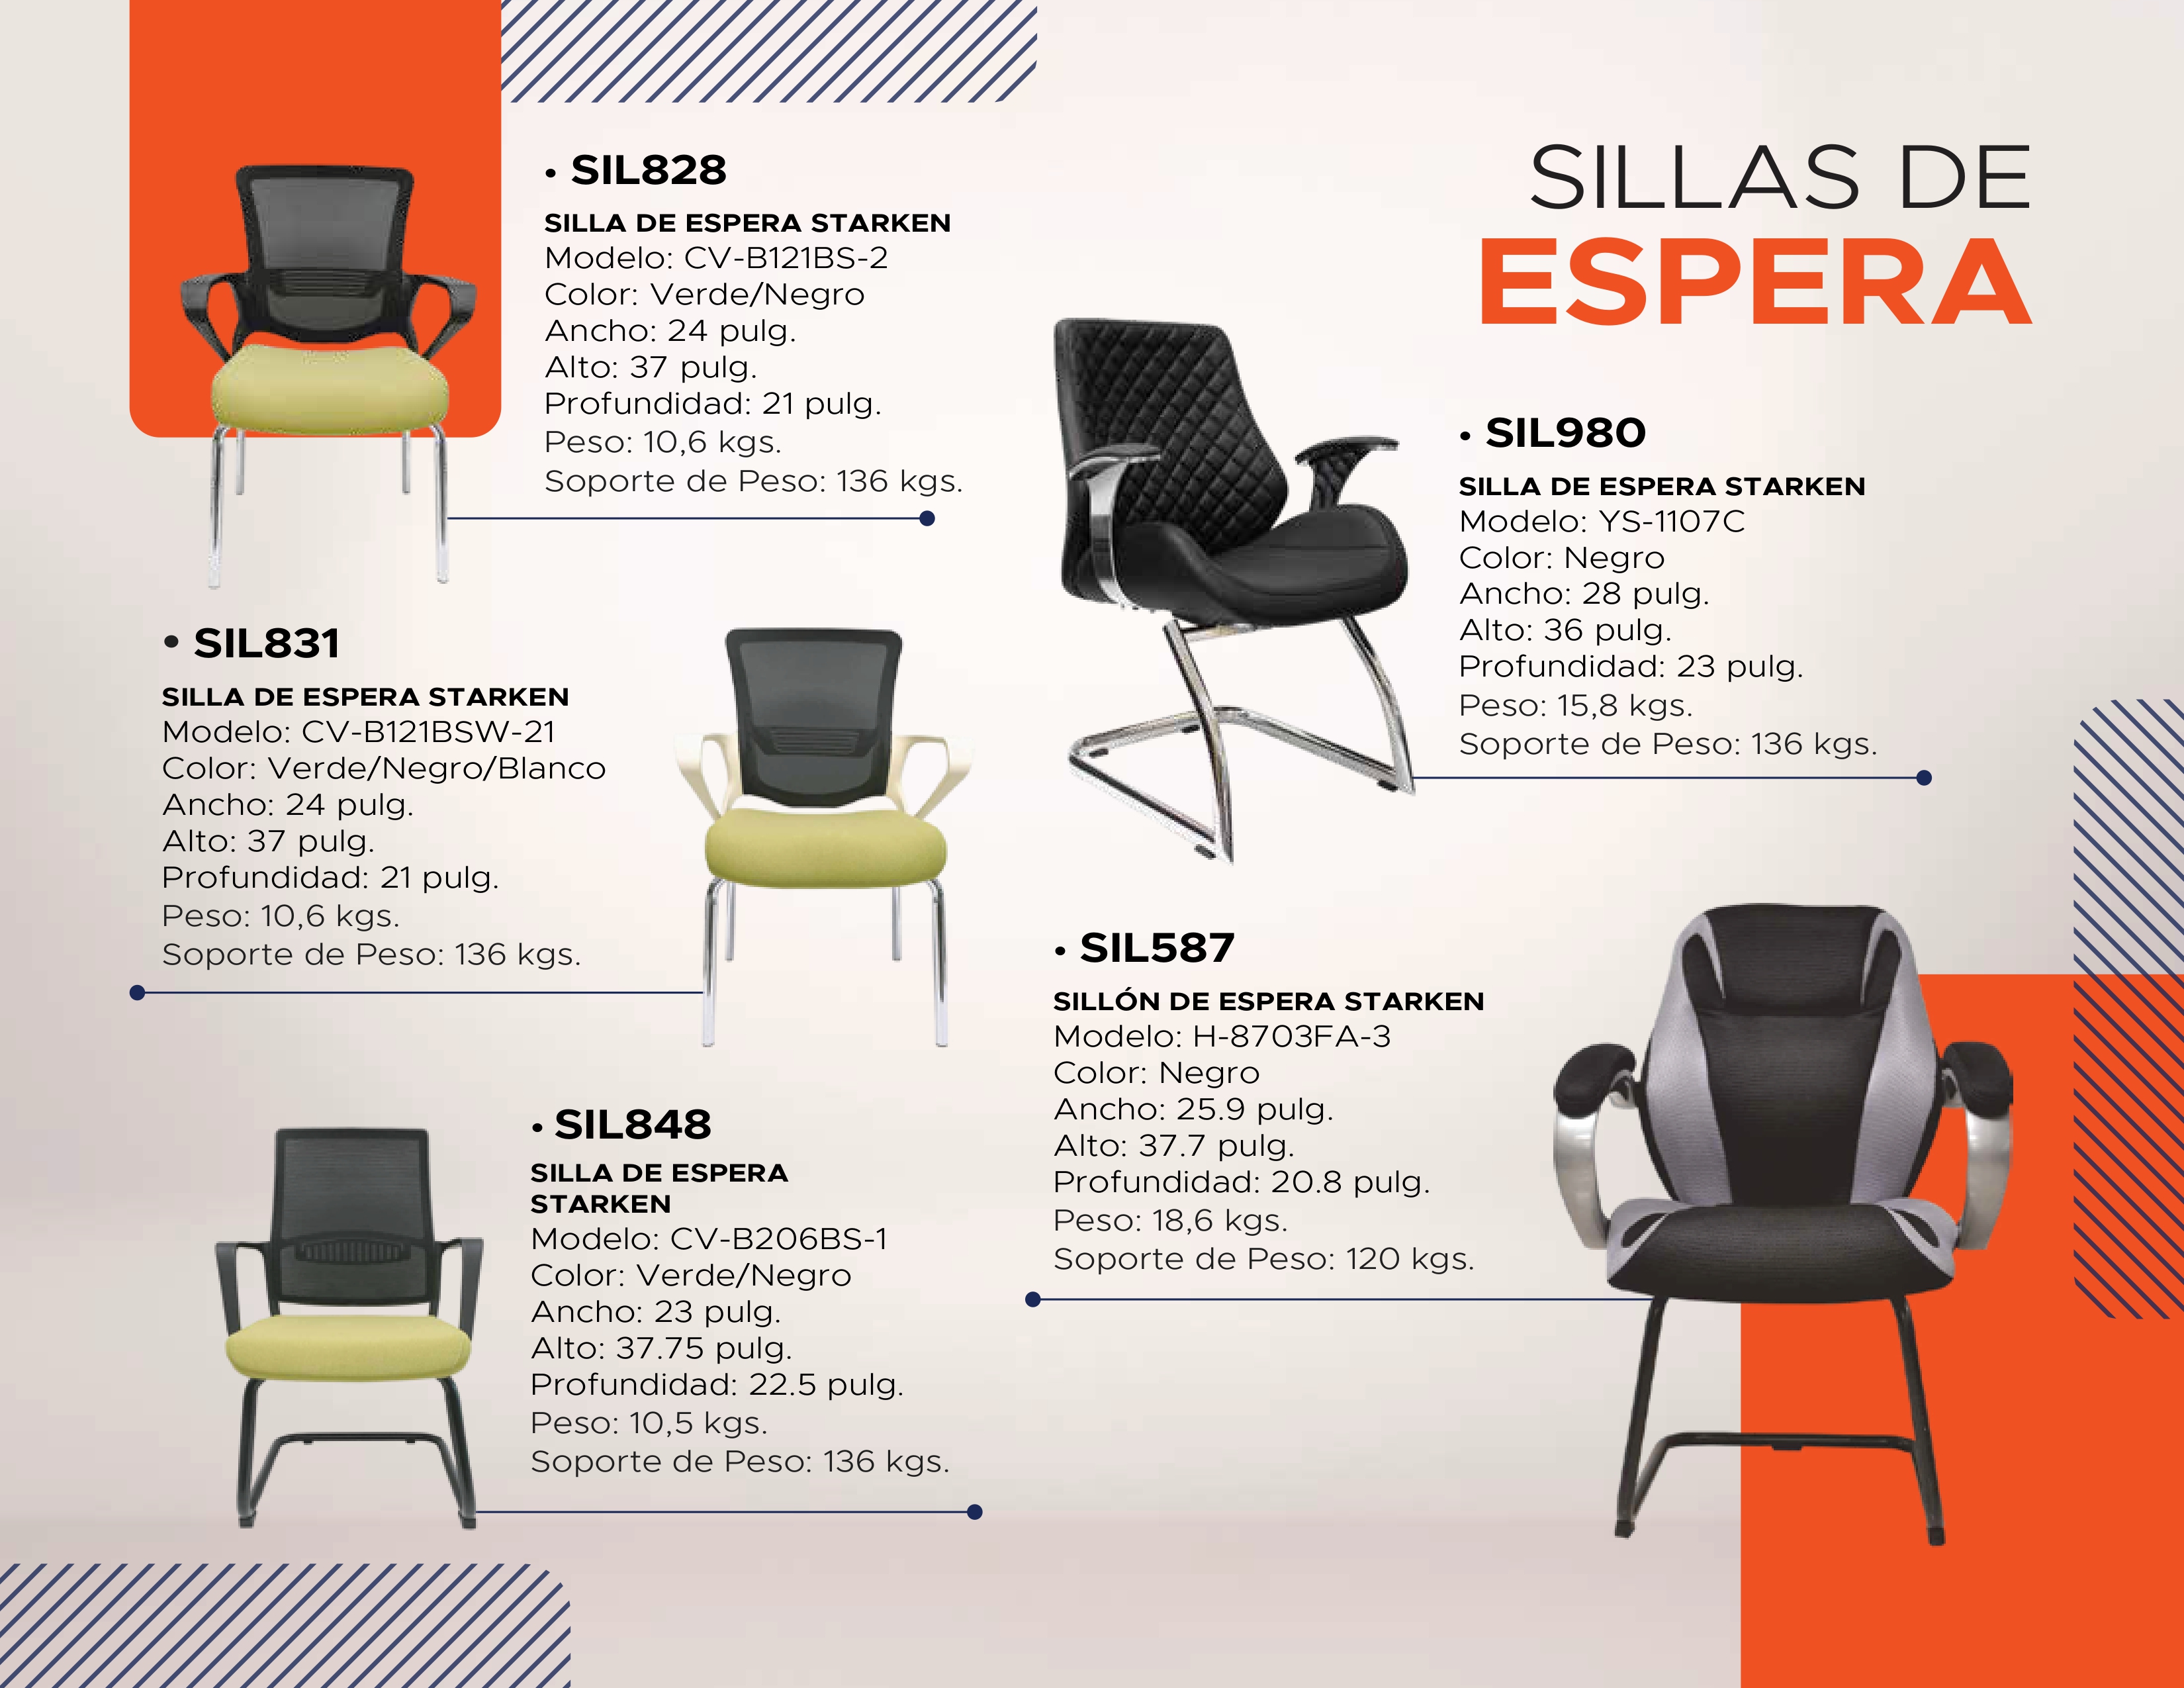 SILLAS DE
ESPERA
• SIL828
SILLA DE ESPERA STARKEN
Modelo: CV-B121BS-2
Color: Verde/Negro
Ancho: 24 pulg.
Alto: 37 pulg.
Profundidad: 21 pulg.
Peso: 10,6 kgs.
Soporte de Peso: 136 kgs.
• SIL831
SILLA DE ESPERA STARKEN
Modelo: CV-B121BSW-21
Color: Verde/Negro/Blanco
Ancho: 24 pulg.
Alto: 37 pulg.
Profundidad: 21 pulg.
Peso: 10,6 kgs.
Soporte de Peso: 136 kgs.
• SIL848
SILLA DE ESPERA
STARKEN
Modelo: CV-B206BS-1
Color: Verde/Negro
Ancho: 23 pulg.
Alto: 37.75 pulg.
Profundidad: 22.5 pulg.
Peso: 10,5 kgs.
Soporte de Peso: 136 kgs.
• SIL980
SILLA DE ESPERA STARKEN
Modelo: YS-1107C
Color: Negro
Ancho: 28 pulg.
Alto: 36 pulg.
Profundidad: 23 pulg.
Peso: 15,8 kgs.
Soporte de Peso: 136 kgs.
• SIL587
SILLÓN DE ESPERA STARKEN
Modelo: H-8703FA-3
Color: Negro
Ancho: 25.9 pulg.
Alto: 37.7 pulg.
Profundidad: 20.8 pulg.
Peso: 18,6 kgs.
Soporte de Peso: 120 kgs.